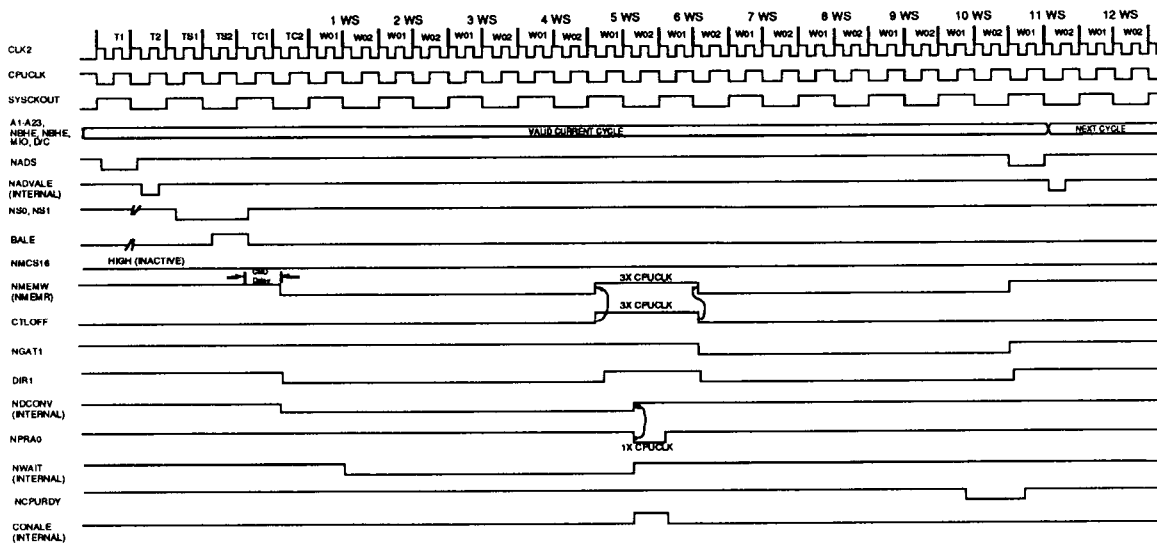 1 WS 2 WS 3 WS 4 WS 5 WS 6 WS 7 WS 8 WS 9 WS 10 WS 11 WS 12 WS
T1 T2 TS1 TS2 TC1 TC2 W01 W02 W01 W02 W01 W02 W01 W02 W01 W02 W01 W02 W01 W02 W01 W02 W01 W02 W01 W02 W01 W02 W01 W02
CLK2
CPUCLK
SYSCKOUT
A1-A23,
NBHE, NBHE,
MIO, D/C
VALID CURRENT CYCLE
NEXT CYCLE
NADS
NADVALE
(INTERNAL)
NS0, NS1
BALE
NMCS16
HIGH (INACTIVE)
CMD
Delay
NMEMW
(NMEMR)
3X CPUCLK
CTLOFF
3X CPUCLK
NGAT1
DIR1
NDCONV
(INTERNAL)
NPRA0
1X CPUCLK
NWAIT
(INTERNAL)
NCPURDY
CONALE
(INTERNAL)